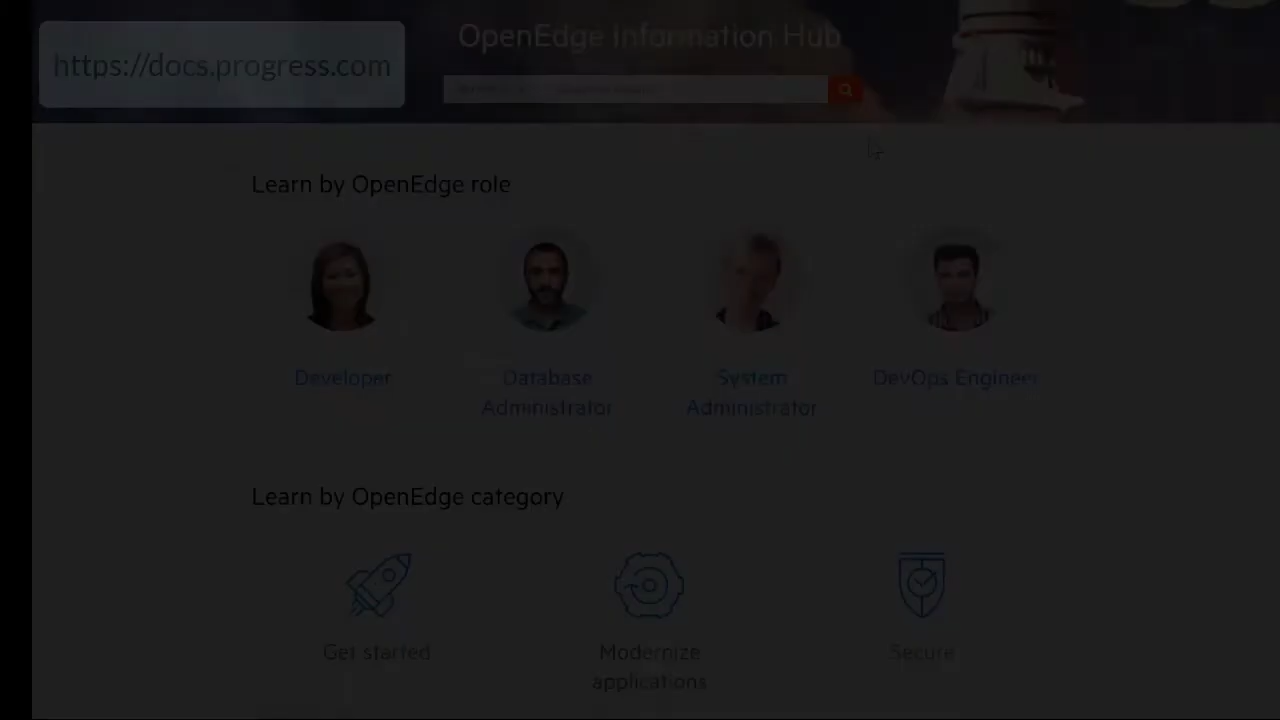 OpenEdge Information Hub
https://docs.progress.com
Learn by OpenEdge role
Developer
Database
Administrator
System
Administrator
DevOps Engineer
Learn by OpenEdge category
Get started
Modernize
applications
Secure